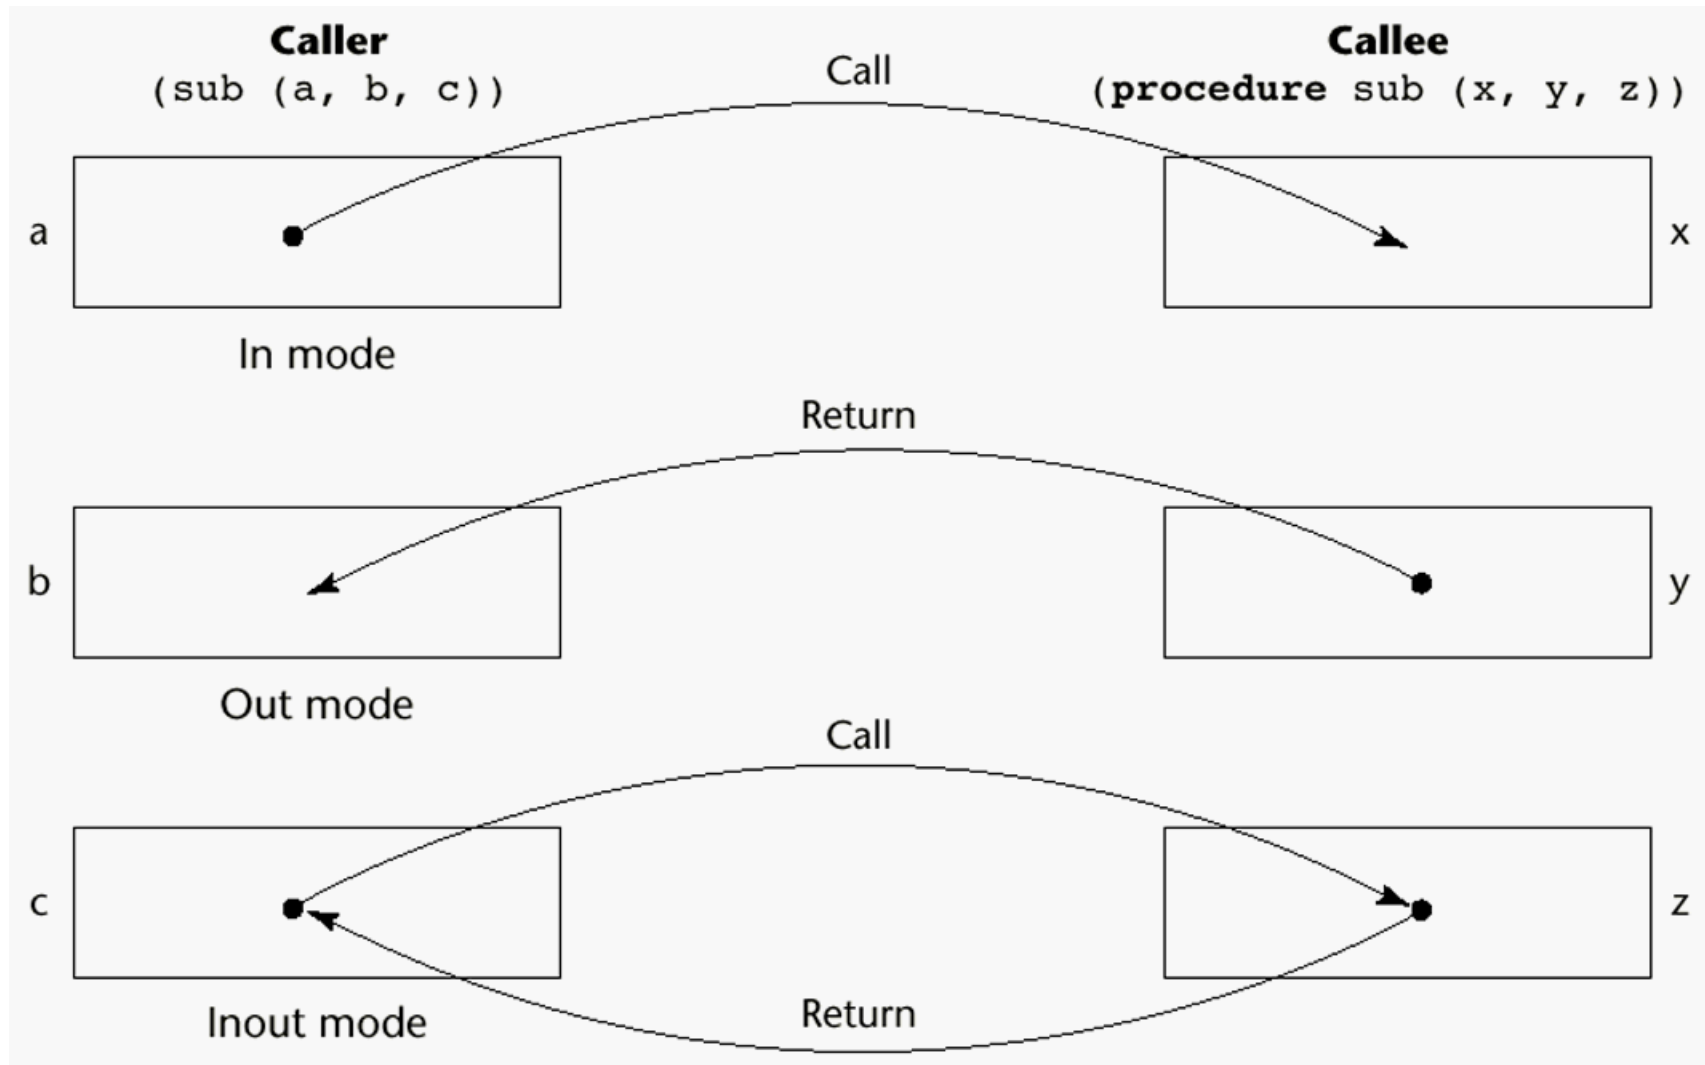 Caller
(sub (a, b, c))
Callee
(procedure sub (x, y, z))
Call
a
x
In mode
Return
b
y
Out mode
Call
c
z
Inout mode
Return